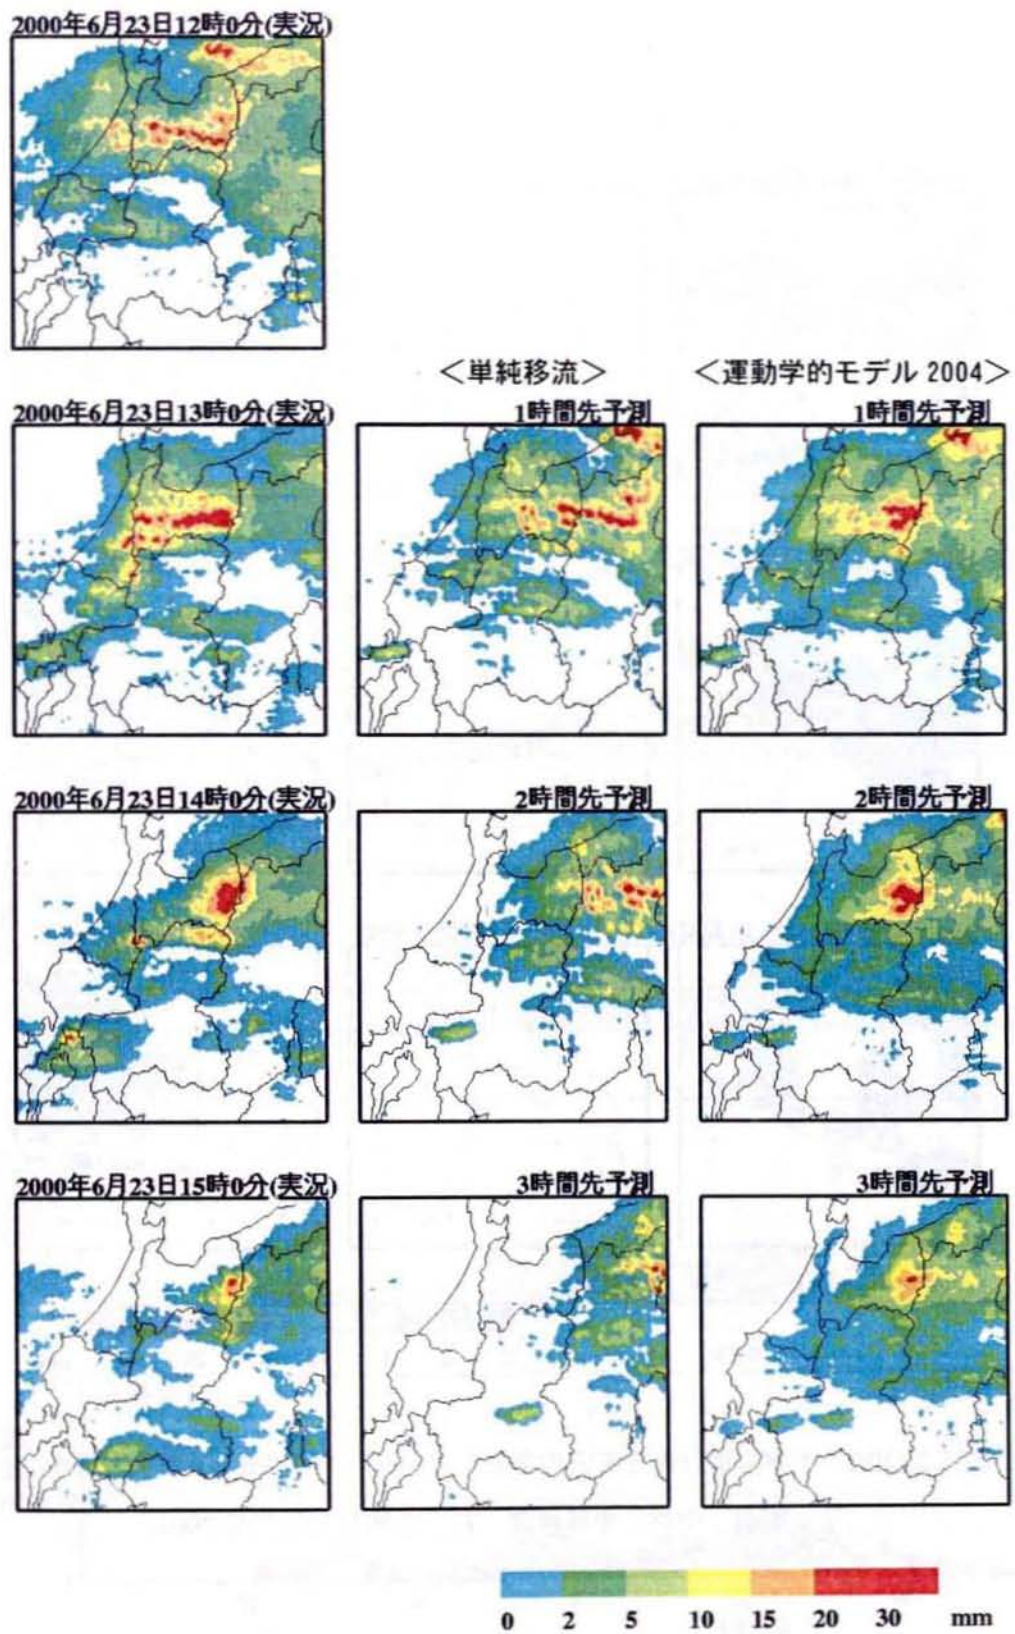 2000年6月23日12時0分(実況)
＜単純移流＞ ＜運動学的モデル 2004＞
2000年6月23日13時0分(実況) 1時間先予測 1時間先予測
2000年6月23日14時0分(実況) 2時間先予測 2時間先予測
2000年6月23日15時0分(実況) 3時間先予測 3時間先予測
0 2 5 10 15 20 30 mm